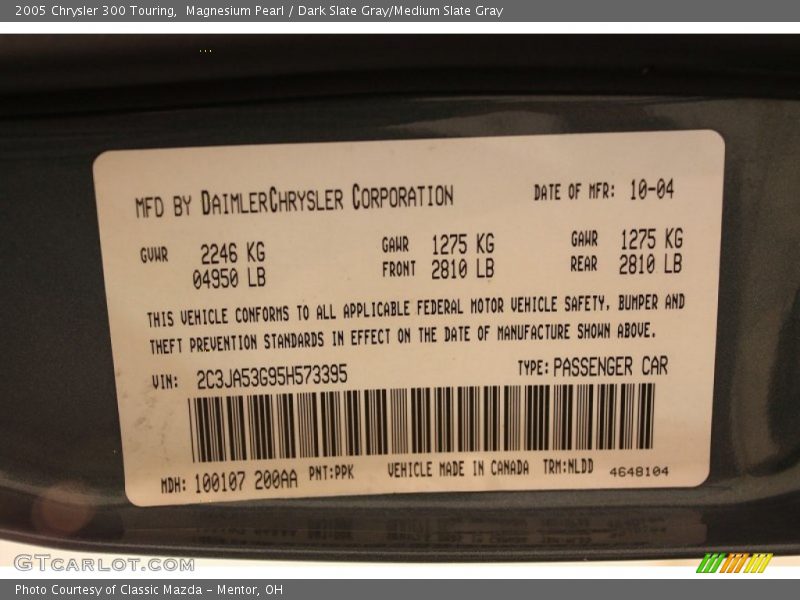 2005 Chrysler 300 Touring,  Magnesium Pearl / Dark Slate Gray/Medium Slate Gray
MFD BY DAIMLERCHRYSLER CORPORATION DATE OF MFR: 10-04
GVWR 2246 KG GAWR 1275 KG GAWR 1275 KG
04950 LB FRONT 2810 LB REAR 2810 LB
THIS VEHICLE CONFORMS TO ALL APPLICABLE FEDERAL MOTOR VEHICLE SAFETY, BUMPER AND
THEFT PREVENTION STANDARDS IN EFFECT ON THE DATE OF MANUFACTURE SHOWN ABOVE.
VIN: 2C3JA53G95H573395 TYPE: PASSENGER CAR
MDH: 100107 200AA PNT:PPK VEHICLE MADE IN CANADA TRM:NLDD 4648104
GTCARLOT.COM
Photo Courtesy of Classic Mazda - Mentor, OH